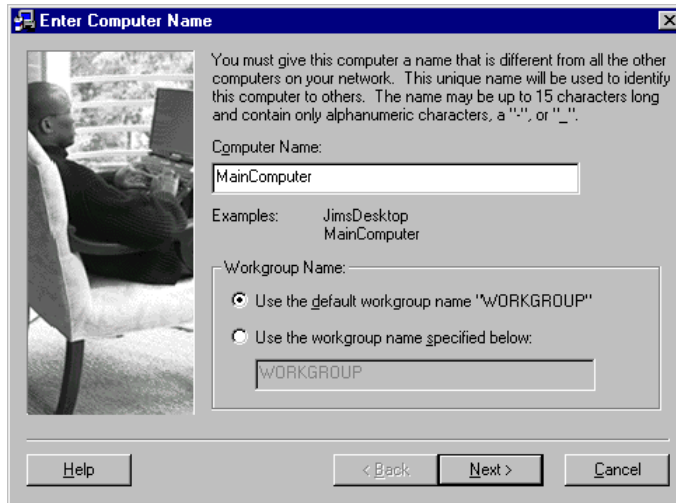 Enter Computer Name
You must give this computer a name that is different from all the other
computers on your network. This unique name will be used to identify
this computer to others. The name may be up to 15 characters long
and contain only alphanumeric characters, a "-", or "_".
Computer Name:
MainComputer
Examples: JimsDesktop
MainComputer
Workgroup Name:
Use the default workgroup name "WORKGROUP"
Use the workgroup name specified below:
WORKGROUP
Help < Back Next > Cancel